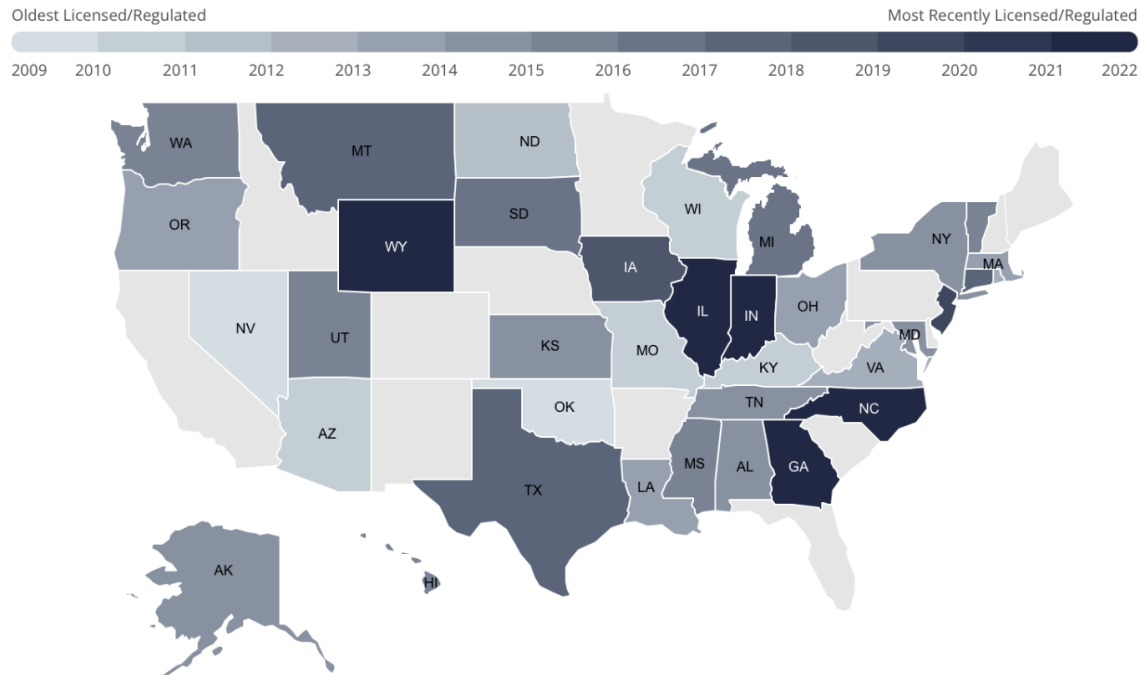 Oldest Licensed/Regulated Most Recently Licensed/Regulated
2009 2010 2011 2012 2013 2014 2015 2016 2017 2018 2019 2020 2021 2022
WA MT ND
OR SD WI NY
WY MI MA
IA
NV UT IL IN OH MD
KS MO KY VA
AZ OK TN NC
TX LA MS AL GA
AK HI